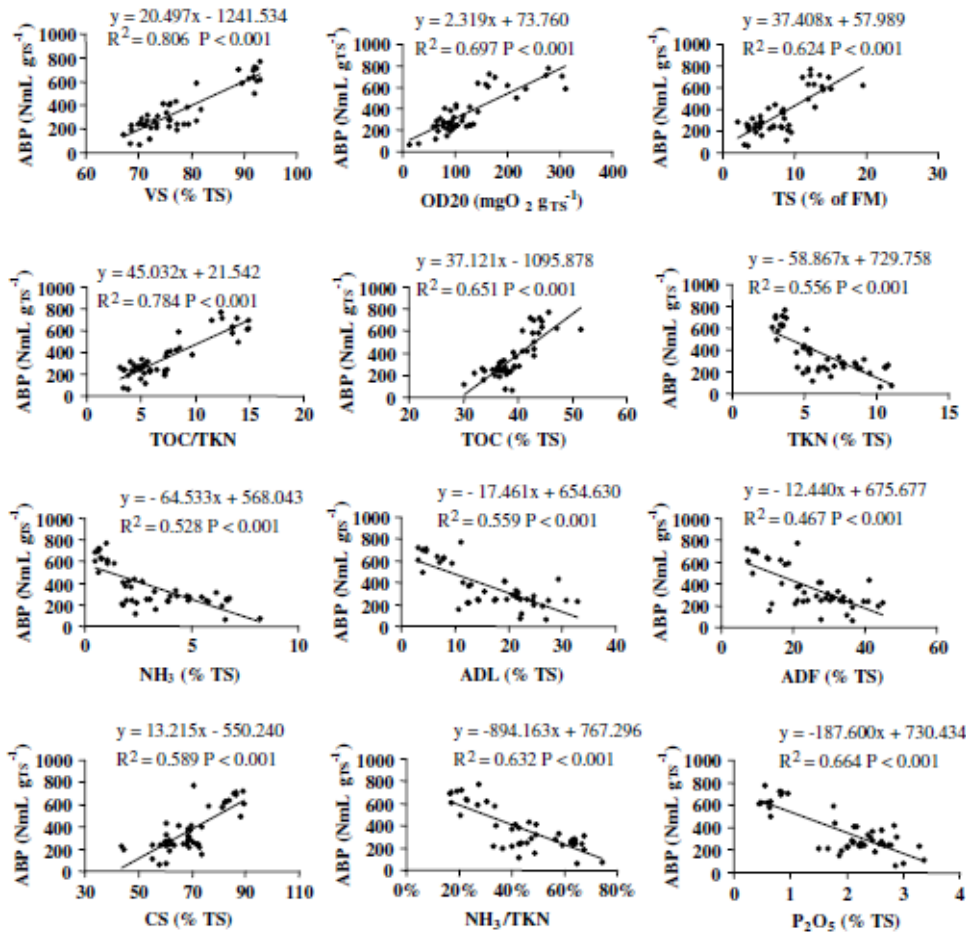 y = 20.497x - 1241.534
R² = 0.806 P < 0.001
ABP (NmL gTS⁻¹)
1000
800
600
400
200
0
60 70 80 90 100
VS (% TS)
y = 2.319x + 73.760
R² = 0.697 P < 0.001
ABP (NmL gTS⁻¹)
1000
800
600
400
200
0
0 100 200 300 400
OD20 (mgO₂ gTS⁻¹)
y = 37.408x + 57.989
R² = 0.624 P < 0.001
ABP (NmL gTS⁻¹)
1000
800
600
400
200
0
0 10 20 30
TS (% of FM)
y = 45.032x + 21.542
R² = 0.784 P < 0.001
ABP (NmL gTS⁻¹)
1000
800
600
400
200
0
0 5 10 15 20
TOC/TKN
y = 37.121x - 1095.878
R² = 0.651 P < 0.001
ABP (NmL gTS⁻¹)
1000
800
600
400
200
0
20 40 60
TOC (% TS)
y = - 58.867x + 729.758
R² = 0.556 P < 0.001
ABP (NmL gTS⁻¹)
1000
800
600
400
200
0
0 5 10 15
TKN (% TS)
y = - 64.533x + 568.043
R² = 0.528 P < 0.001
ABP (NmL gTS⁻¹)
1000
800
600
400
200
0
0 5 10
NH₃ (% TS)
y = - 17.461x + 654.630
R² = 0.559 P < 0.001
ABP (NmL gTS⁻¹)
1000
800
600
400
200
0
0 10 20 30 40
ADL (% TS)
y = - 12.440x + 675.677
R² = 0.467 P < 0.001
ABP (NmL gTS⁻¹)
1000
800
600
400
200
0
0 20 40 60
ADF (% TS)
y = 13.215x - 550.240
R² = 0.589 P < 0.001
ABP (NmL gTS⁻¹)
1000
800
600
400
200
0
30 50 70 90 110
CS (% TS)
y = -894.163x + 767.296
R² = 0.632 P < 0.001
ABP (NmL gTS⁻¹)
1000
800
600
400
200
0
0% 20% 40% 60% 80%
NH₃/TKN
y = -187.600x + 730.434
R² = 0.664 P < 0.001
ABP (NmL gTS⁻¹)
1000
800
600
400
200
0
0 1 2 3 4
P₂O₅ (% TS)